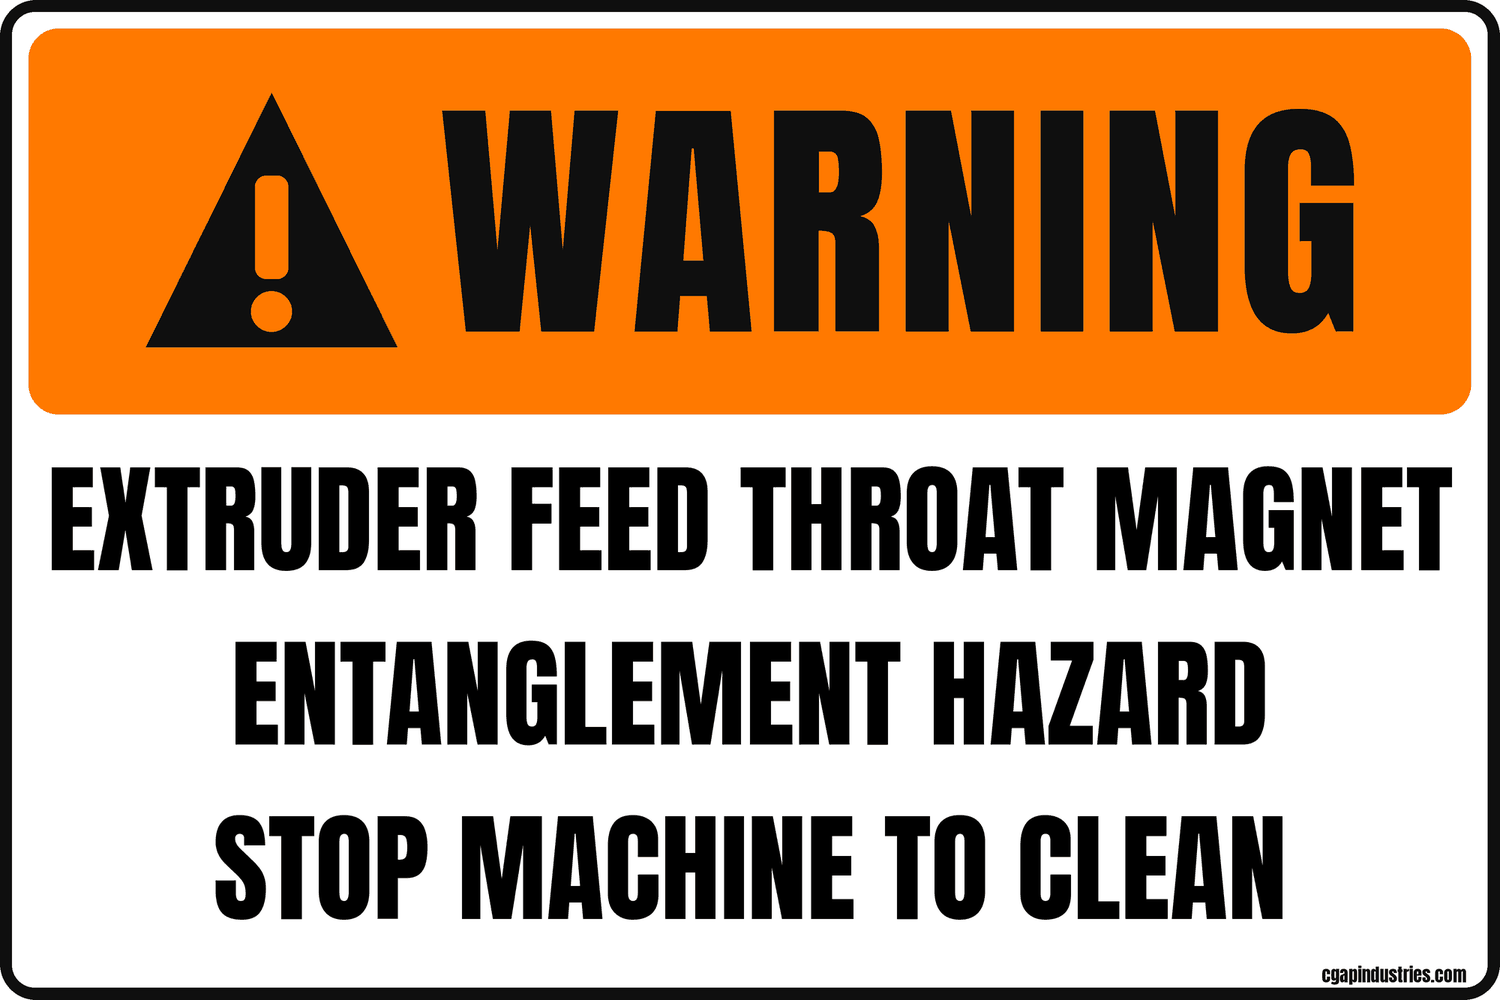 WARNING
EXTRUDER FEED THROAT MAGNET
ENTANGLEMENT HAZARD
STOP MACHINE TO CLEAN
cgapindustries.com